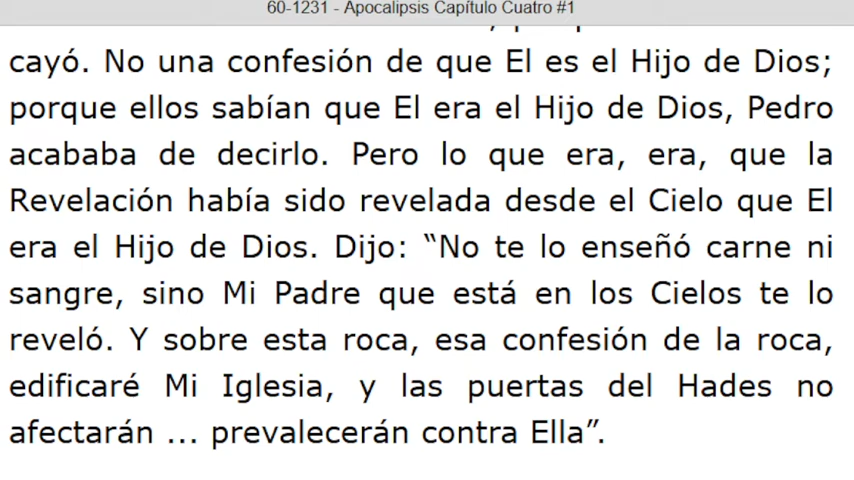 60-1231 - Apocalipsis Capítulo Cuatro #1
cayó. No una confesión de que El es el Hijo de Dios;
porque ellos sabían que El era el Hijo de Dios, Pedro
acababa de decirlo. Pero lo que era, era, que la
Revelación había sido revelada desde el Cielo que El
era el Hijo de Dios. Dijo: “No te lo enseñó carne ni
sangre, sino Mi Padre que está en los Cielos te lo
reveló. Y sobre esta roca, esa confesión de la roca,
edificaré Mi Iglesia, y las puertas del Hades no
afectarán ... prevalecerán contra Ella”.